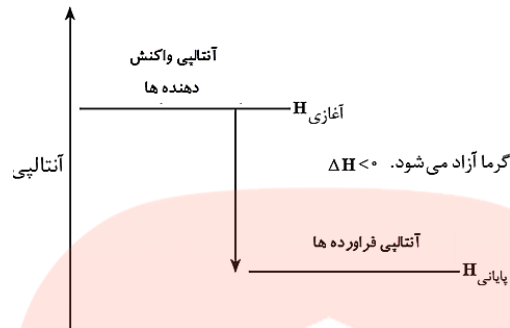 آنتالپی واکنش
دهنده ها
H آغازی
آنتالپی
گرما آزاد می‌شود. ΔH<۰
آنتالپی فراورده ها
H پایانی